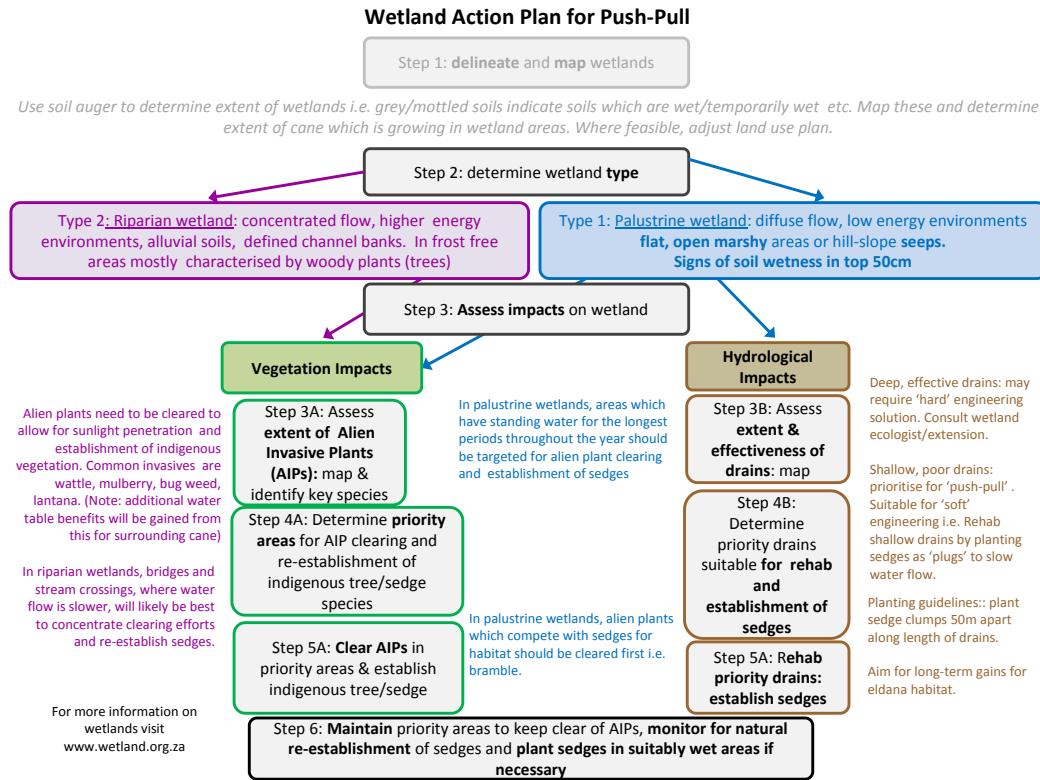 Wetland Action Plan for Push-Pull
Step 1: delineate and map wetlands
Use soil auger to determine extent of wetlands i.e. grey/mottled soils indicate soils which are wet/temporarily wet etc. Map these and determine
extent of cane which is growing in wetland areas. Where feasible, adjust land use plan.
Step 2: determine wetland type
Type 2: Riparian wetland: concentrated flow, higher energy
environments, alluvial soils, defined channel banks. In frost free
areas mostly characterised by woody plants (trees)
Type 1: Palustrine wetland: diffuse flow, low energy environments
flat, open marshy areas or hill-slope seeps.
Signs of soil wetness in top 50cm
Step 3: Assess impacts on wetland
Vegetation Impacts
Hydrological
Impacts
Alien plants need to be cleared to
allow for sunlight penetration and
establishment of indigenous
vegetation. Common invasives are
wattle, mulberry, bug weed,
lantana. (Note: additional water
table benefits will be gained from
this for surrounding cane)
In riparian wetlands, bridges and
stream crossings, where water
flow is slower, will likely be best
to concentrate clearing efforts
and re-establish sedges.
Step 3A: Assess
extent of Alien
Invasive Plants
(AIPs): map &
identify key species
Step 4A: Determine priority
areas for AIP clearing and
re-establishment of
indigenous tree/sedge
species
Step 5A: Clear AIPs in
priority areas & establish
indigenous tree/sedge
In palustrine wetlands, areas which
have standing water for the longest
periods throughout the year should
be targeted for alien plant clearing
and establishment of sedges
In palustrine wetlands, alien plants
which compete with sedges for
habitat should be cleared first i.e.
bramble.
Step 3B: Assess
extent &
effectiveness of
drains: map
Step 4B:
Determine
priority drains
suitable for rehab
and
establishment of
sedges
Step 5A: Rehab
priority drains:
establish sedges
Deep, effective drains: may
require 'hard' engineering
solution. Consult wetland
ecologist/extension.
Shallow, poor drains:
prioritise for 'push-pull' .
Suitable for 'soft'
engineering i.e. Rehab
shallow drains by planting
sedges as 'plugs' to slow
water flow.
Planting guidelines:: plant
sedge clumps 50m apart
along length of drains.
Aim for long-term gains for
eldana habitat.
For more information on
wetlands visit
www.wetland.org.za
Step 6: Maintain priority areas to keep clear of AIPs, monitor for natural
re-establishment of sedges and plant sedges in suitably wet areas if
necessary